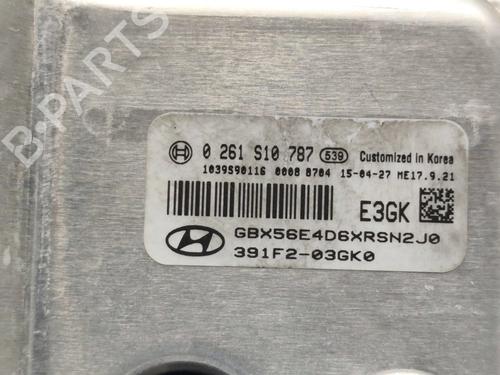 B-PARTS
0 261 S10 787 539 Customized in Korea
1039S90116 0008 8704 15-04-27 ME17.9.21
E3GK
GBX56E4D6XRSN2J0
391F2-03GK0